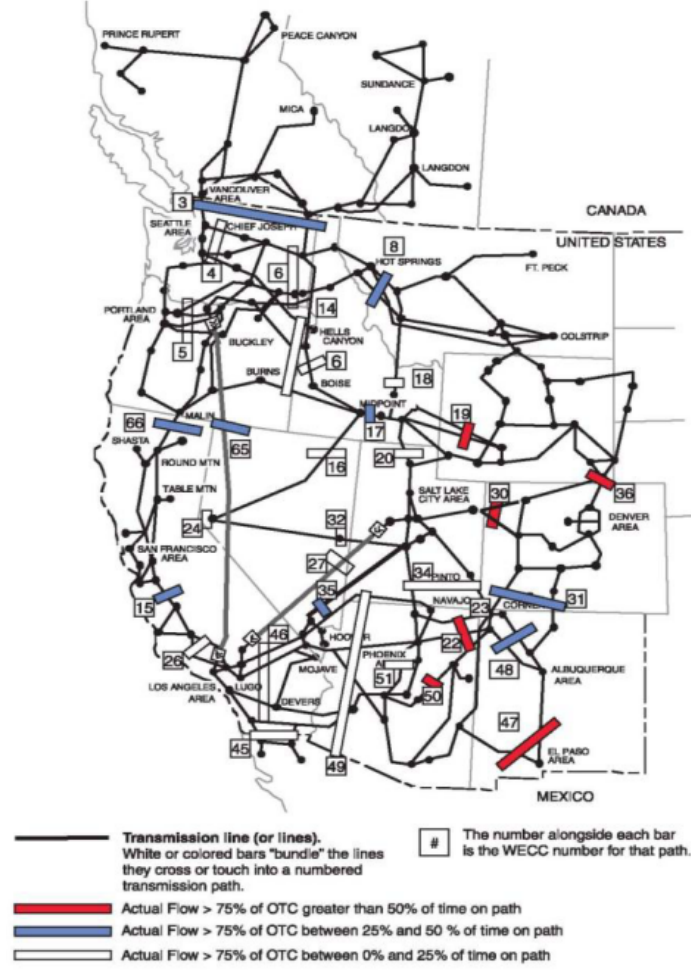 PRINCE RUPERT
PEACE CANYON
SUNDANCE
MICA
LANGDO
LANGDON
VANCOUVER
AREA
3
SEATTLE
AREA
CHIEF JOSEPH
CANADA
UNITED STATES
8
HOT SPRINGS
FT. PECK
4
6
14
PORTLAND
AREA
HELLS
CANYON
COLSTRIP
5
BUCKLEY
6
BURNS
BOISE
18
MIDPOINT
17
19
66
MALIN
65
SHASTA
ROUND MTN
16
20
TABLE MTN
SALT LAKE
CITY AREA
30
36
24
32
DENVER
AREA
SAN FRANCISCO
AREA
27
34
PINTO
35
NAVAJO
23
31
15
46
HOO
22
48
26
MOJAVE
PHOENIX
51
50
ALBUQUERQUE
AREA
LOS ANGELES
AREA
LUGO
DEVERS
47
45
49
EL PASO
AREA
MEXICO
Transmission line (or lines).
White or colored bars "bundle" the lines
they cross or touch into a numbered
transmission path.
# The number alongside each bar
is the WECC number for that path.
Actual Flow > 75% of OTC greater than 50% of time on path
Actual Flow > 75% of OTC between 25% and 50 % of time on path
Actual Flow > 75% of OTC between 0% and 25% of time on path